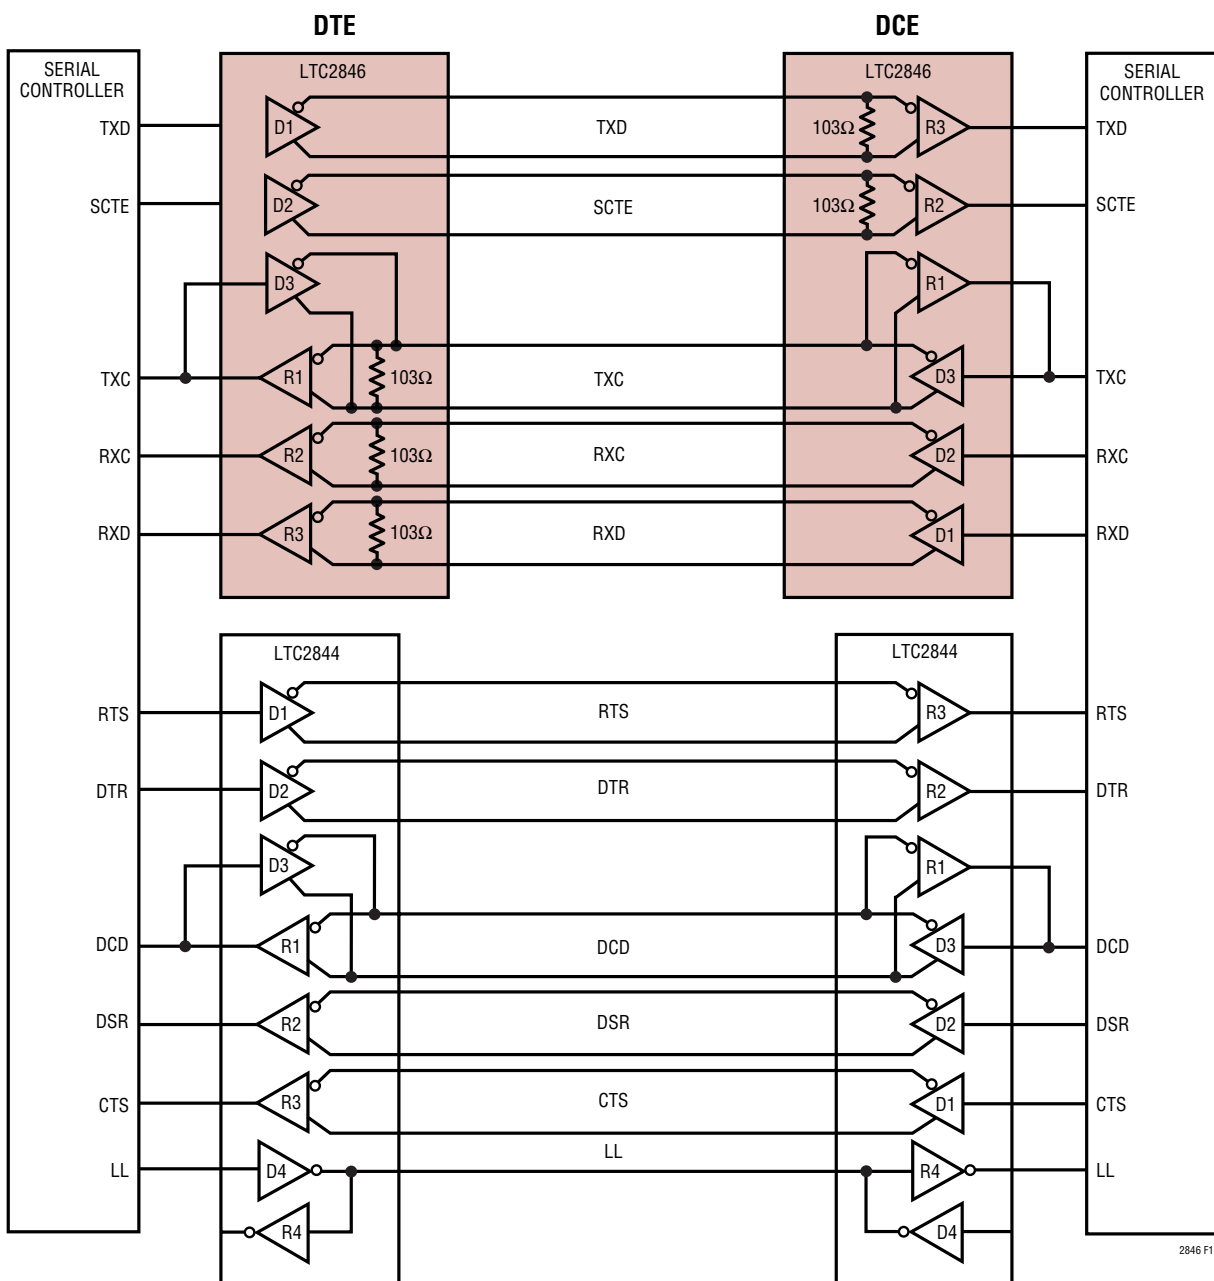 DTE DCE
SERIAL CONTROLLER LTC2846 LTC2846 SERIAL CONTROLLER
TXD D1 TXD 103Ω R3 TXD
SCTE D2 SCTE 103Ω R2 SCTE
D3 R1
TXC R1 103Ω TXC D3 TXC
RXC R2 103Ω RXC D2 RXC
RXD R3 103Ω RXD D1 RXD
LTC2844 LTC2844
RTS D1 RTS R3 RTS
DTR D2 DTR R2 DTR
D3 R1
DCD R1 DCD D3 DCD
DSR R2 DSR D2 DSR
CTS R3 CTS D1 CTS
LL D4 LL R4 LL
R4 D4
2846 F1